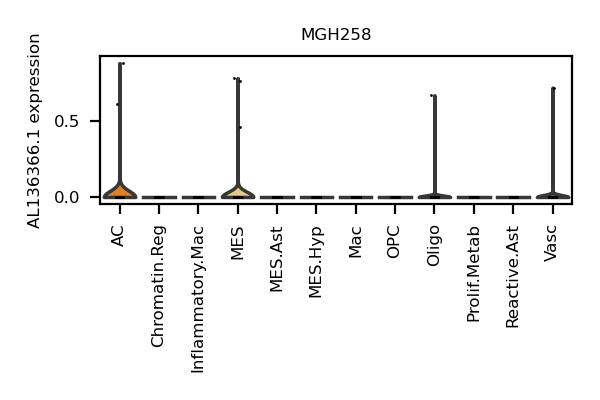 MGH258
AL136366.1 expression
0.5
0.0
AC
Chromatin.Reg
Inflammatory.Mac
MES
MES.Ast
MES.Hyp
Mac
OPC
Oligo
Prolif.Metab
Reactive.Ast
Vasc